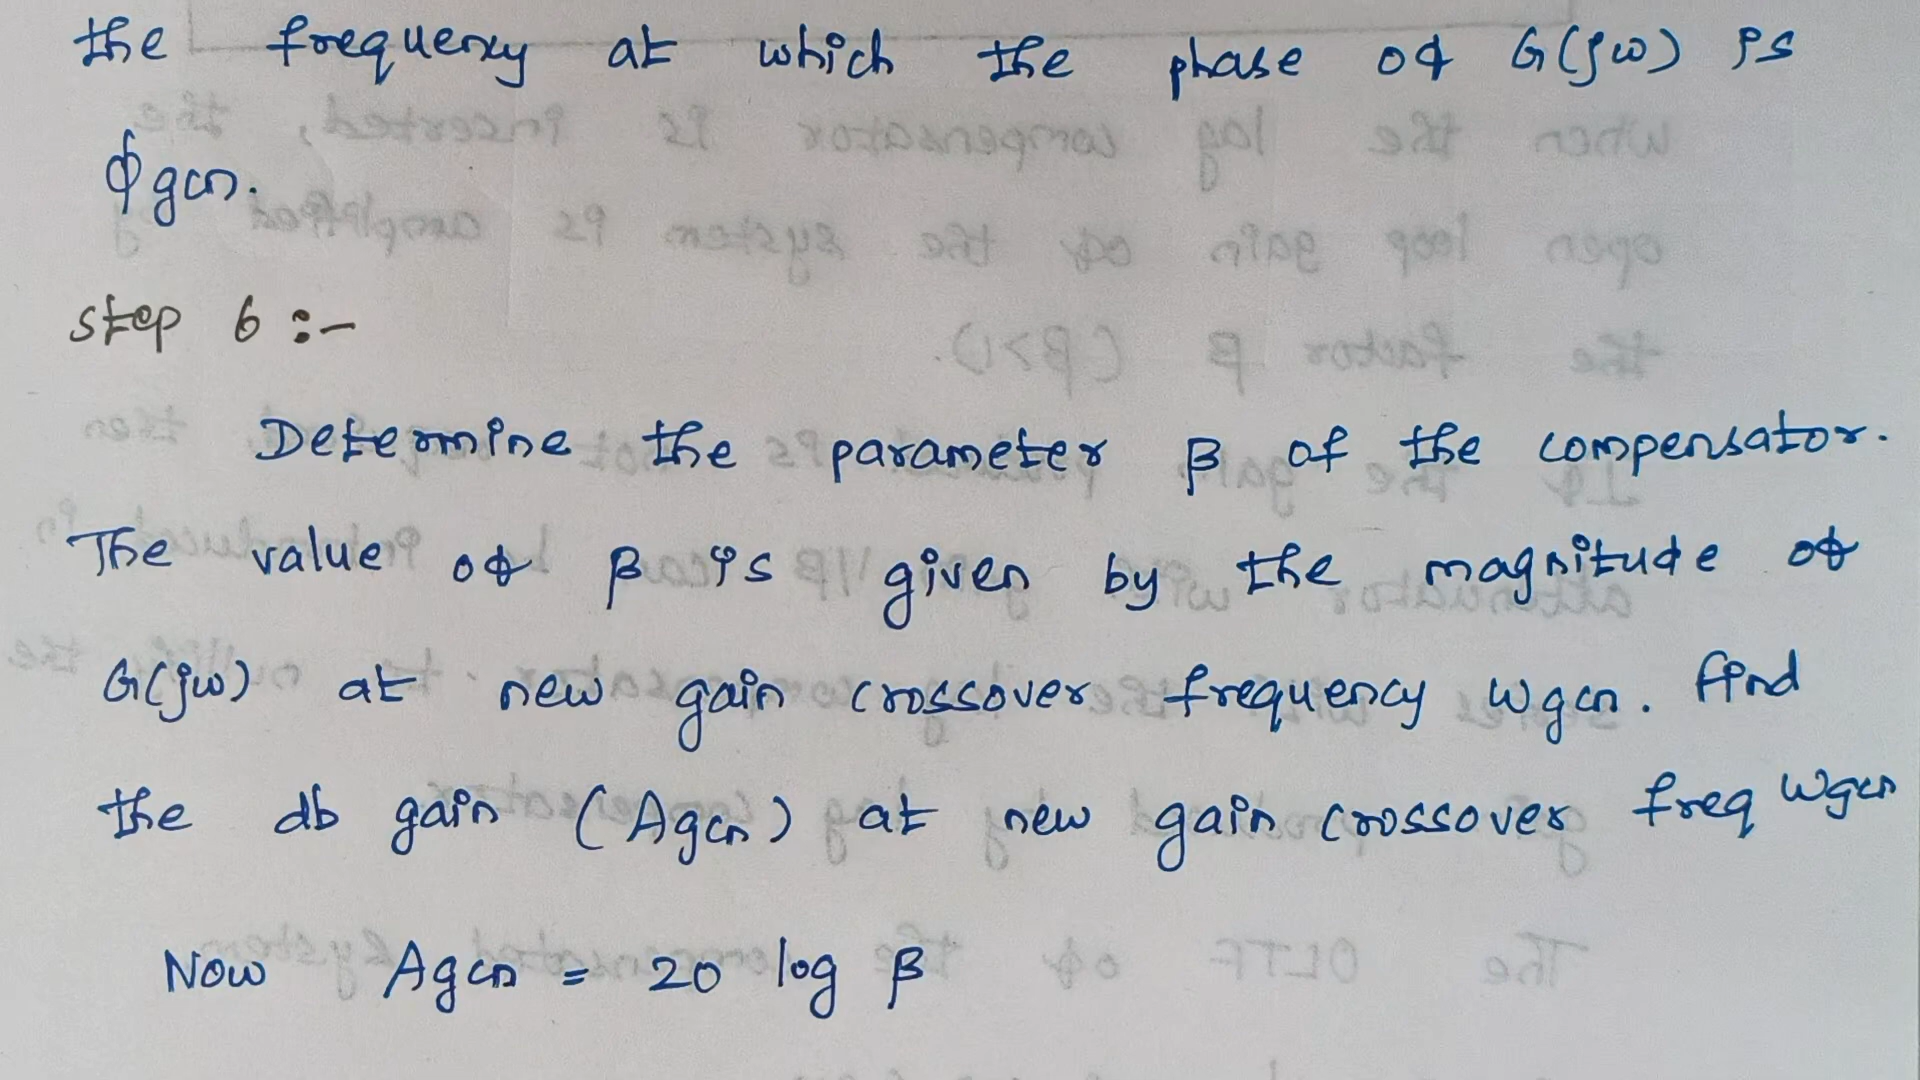 the frequency at which the phase of G(jω) is
ϕgcn.
step 6 :-
Determine the parameter β of the compensator.
The value of β is given by the magnitude of
G(jω) at new gain crossover frequency ωgcn. find
the db gain (Agcn) at new gain crossover freq ωgcn
Now Agcn = 20 log β